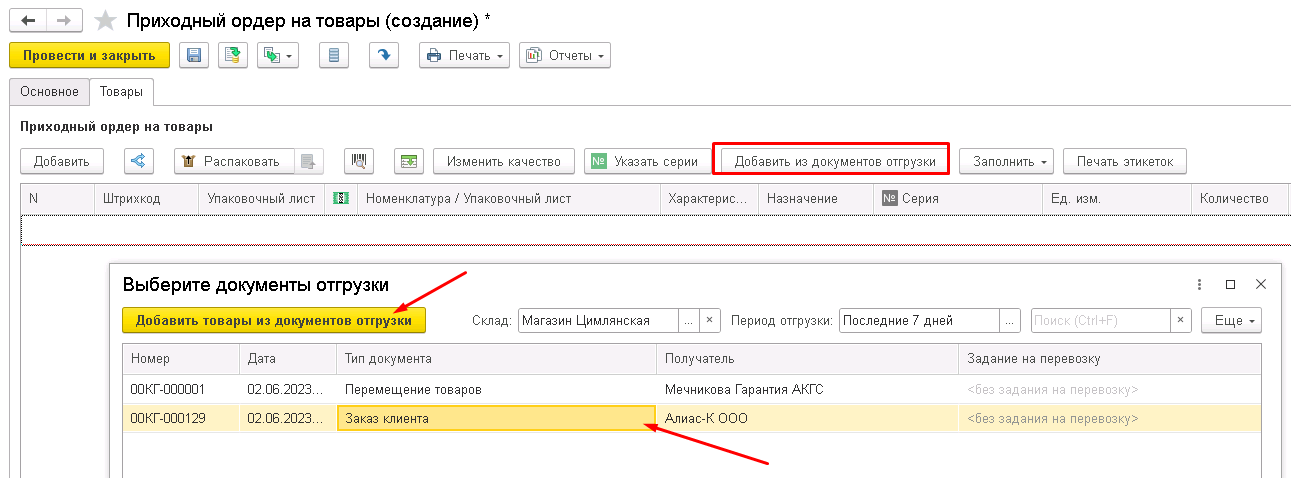 Приходный ордер на товары (создание) *
Провести и закрыть Печать Отчеты
Основное Товары
Приходный ордер на товары
Добавить Распаковать Изменить качество № Указать серии Добавить из документов отгрузки Заполнить Печать этикеток
N Штрихкод Упаковочный лист Номенклатура / Упаковочный лист Характерис... Назначение № Серия Ед. изм. Количество
Выберите документы отгрузки
Добавить товары из документов отгрузки Склад: Магазин Цимлянская ... × Период отгрузки: Последние 7 дней ... Поиск (Ctrl+F) × Еще
Номер Дата Тип документа Получатель Задание на перевозку
00КГ-000001 02.06.2023... Перемещение товаров Мечникова Гарантия АКГС <без задания на перевозку>
00КГ-000129 02.06.2023... Заказ клиента Алиас-К ООО <без задания на перевозку>